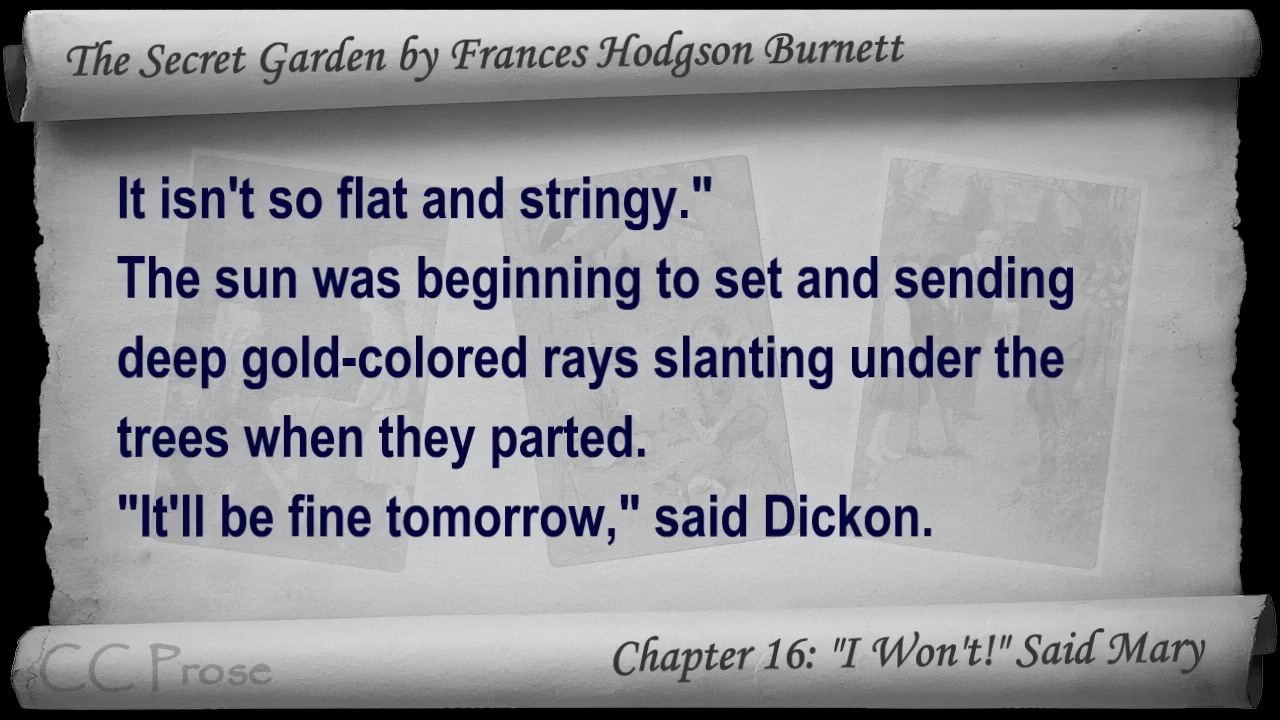 The Secret Garden by Frances Hodgson Burnett
It isn't so flat and stringy."
The sun was beginning to set and sending
deep gold-colored rays slanting under the
trees when they parted.
"It'll be fine tomorrow," said Dickon.
CC Prose
Chapter 16: "I Won't!" Said Mary